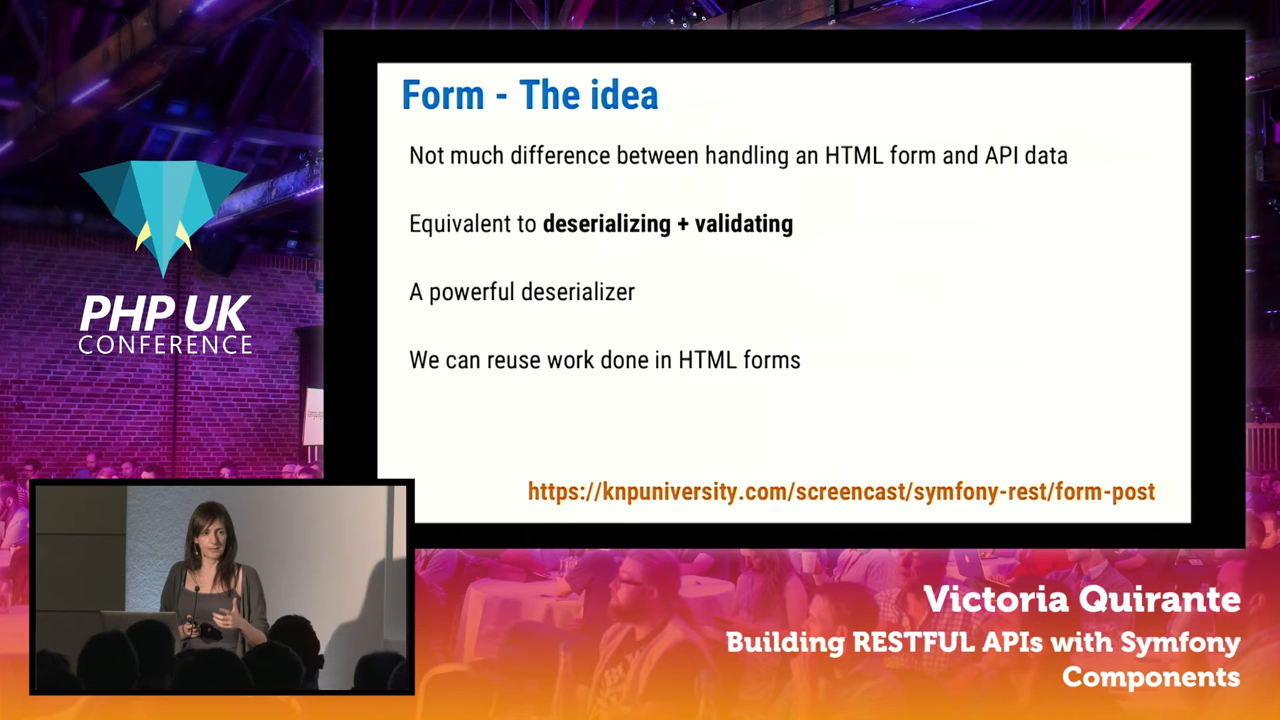 Form - The idea
Not much difference between handling an HTML form and API data
Equivalent to deserializing + validating
A powerful deserializer
We can reuse work done in HTML forms
https://knpuniversity.com/screencast/symfony-rest/form-post
PHP UK
CONFERENCE
Victoria Quirante
Building RESTFUL APIs with Symfony
Components